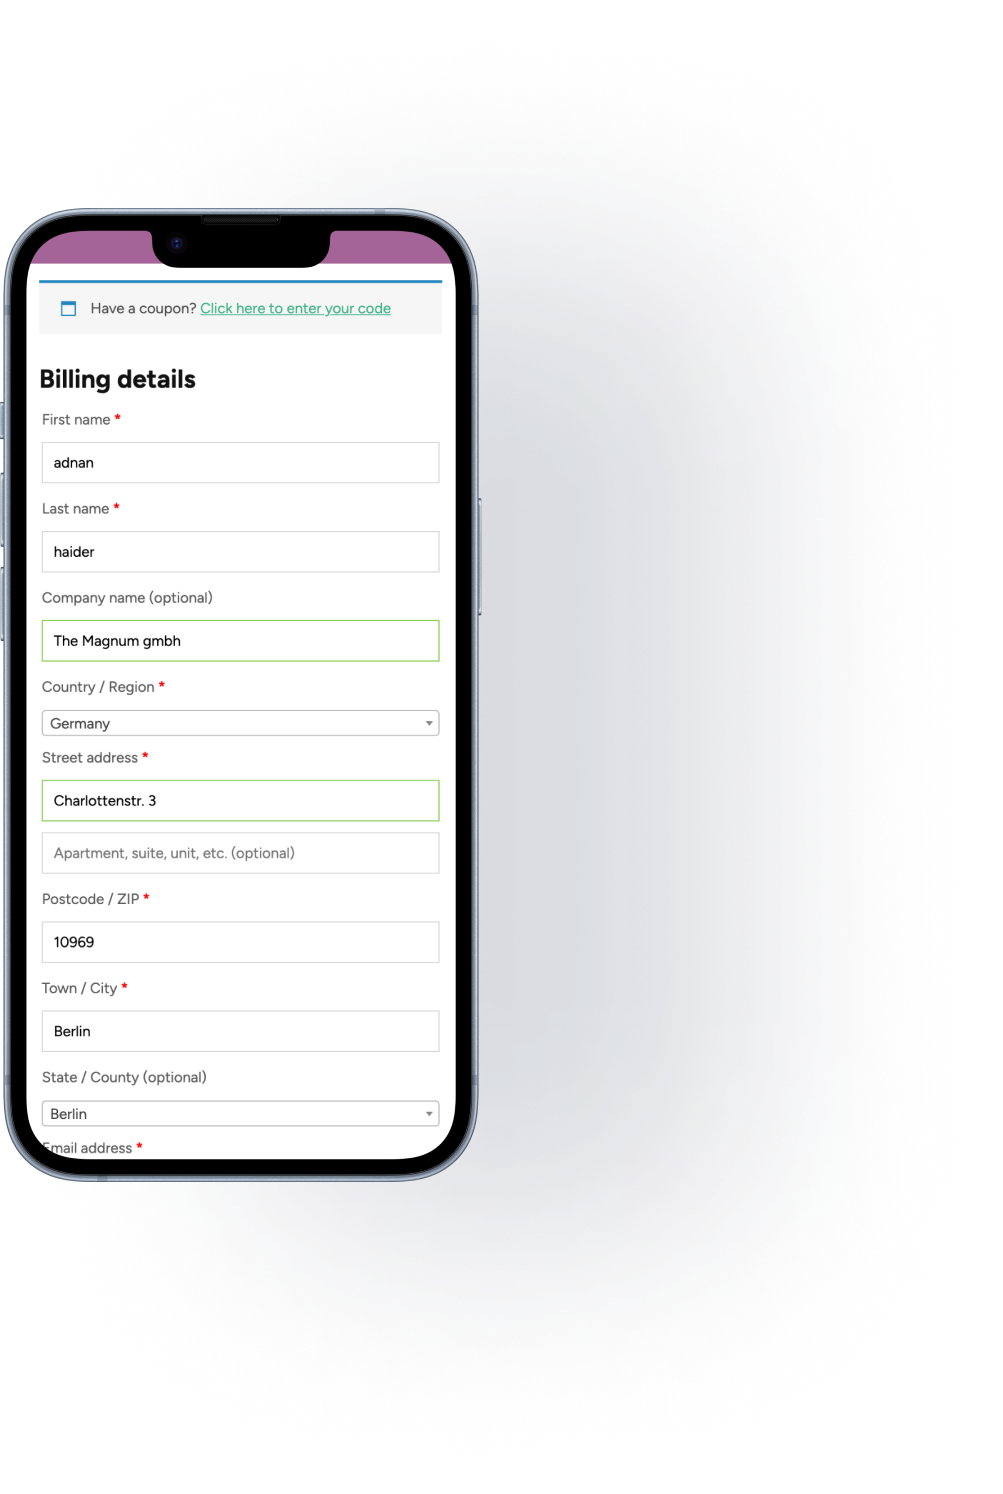 Have a coupon? Click here to enter your code
Billing details
First name *
adnan
Last name *
haider
Company name (optional)
The Magnum gmbh
Country / Region *
Germany
Street address *
Charlottenstr. 3
Apartment, suite, unit, etc. (optional)
Postcode / ZIP *
10969
Town / City *
Berlin
State / County (optional)
Berlin
Email address *